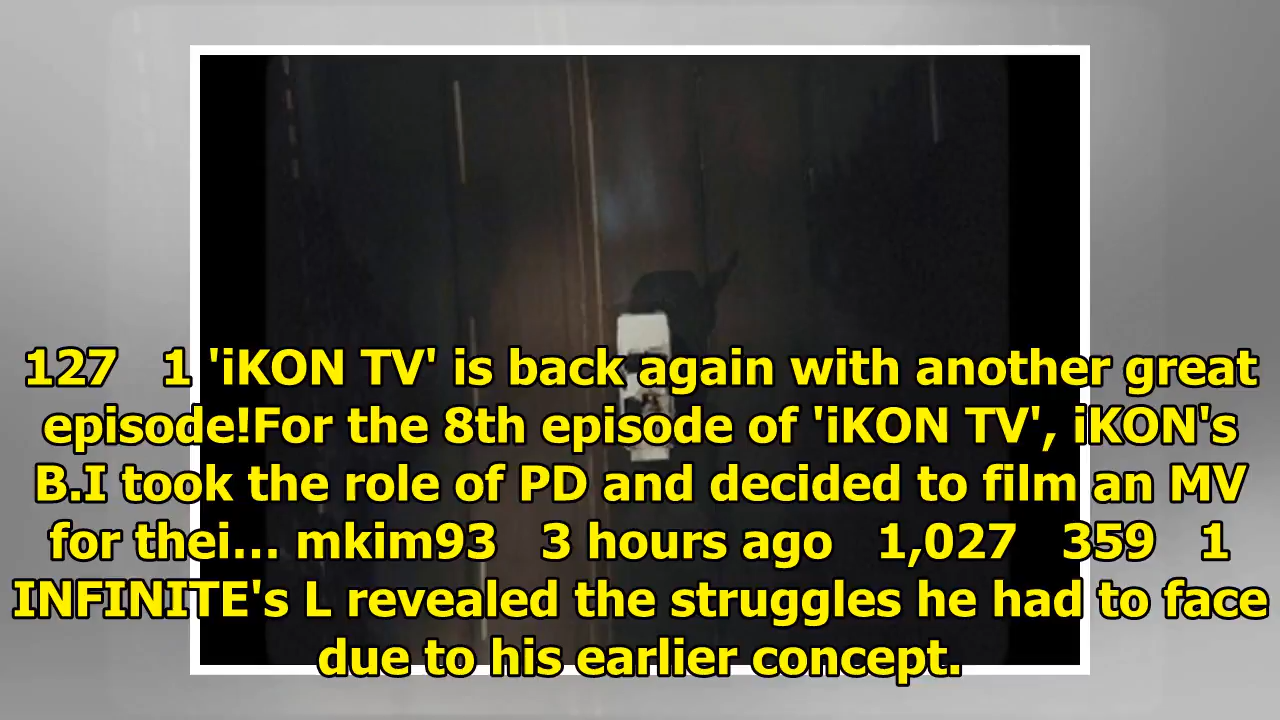 127 1 'iKON TV' is back again with another great
episode!For the 8th episode of 'iKON TV', iKON's
B.I took the role of PD and decided to film an MV
for thei... mkim93 3 hours ago 1,027 359 1
INFINITE's L revealed the struggles he had to face
due to his earlier concept.